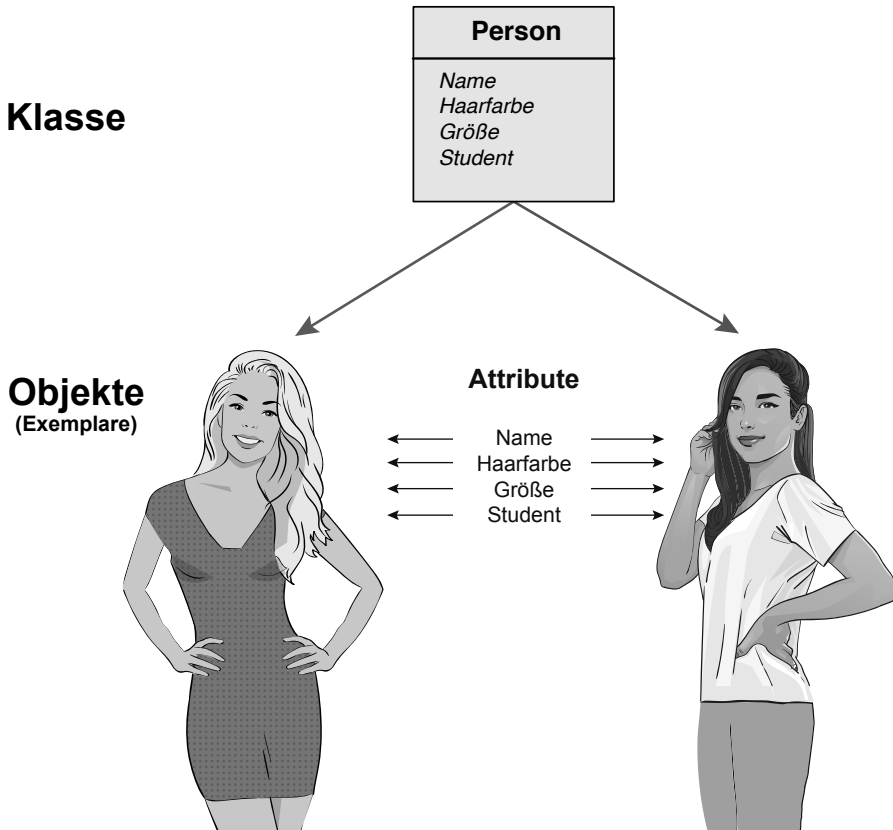 Person
Name
Haarfarbe
Größe
Student
Klasse
Objekte
(Exemplare)
Attribute
Name
Haarfarbe
Größe
Student